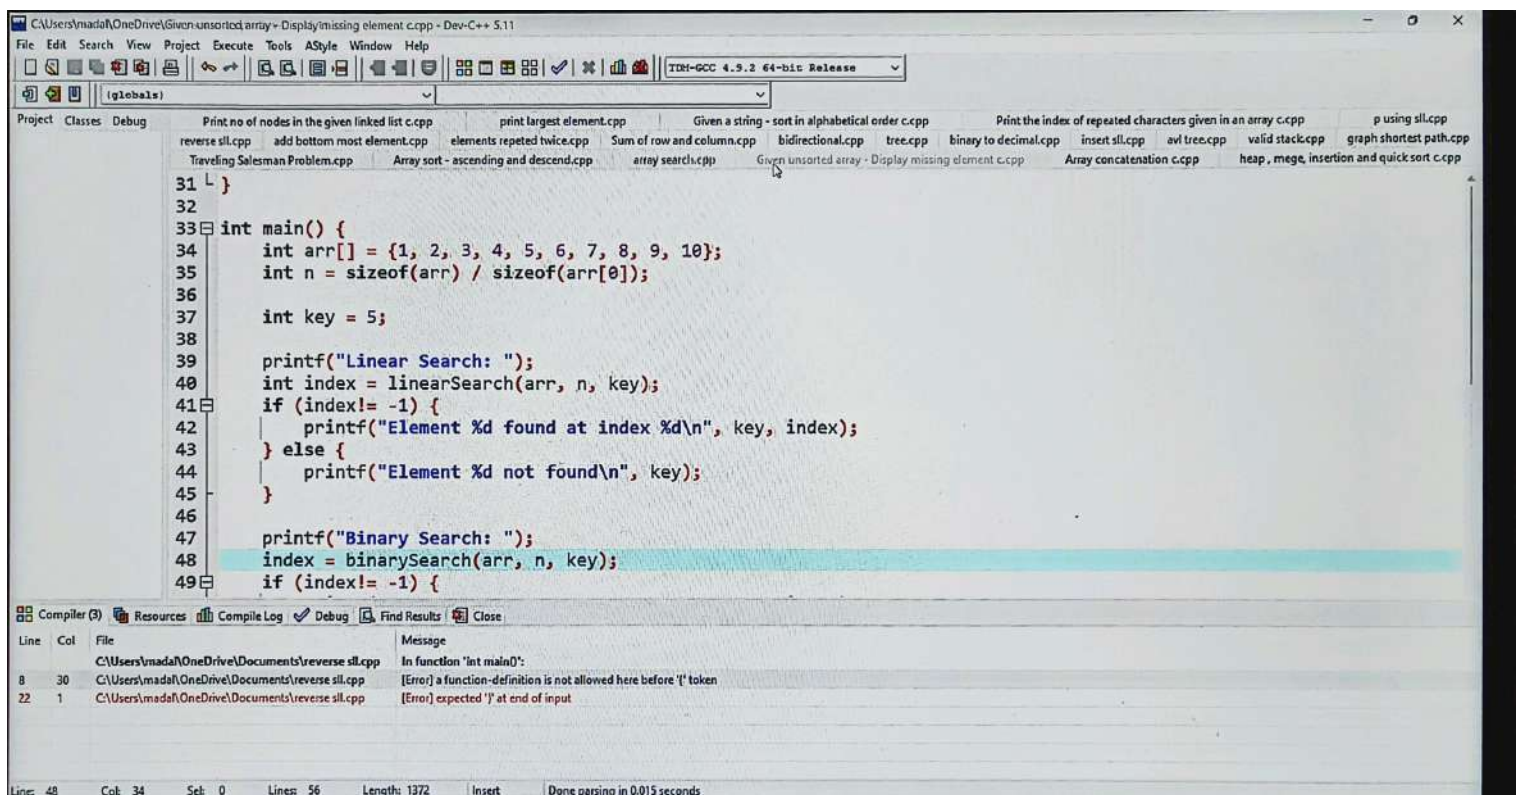 C:\Users\madal\OneDrive\Given unsorted array - Display missing element c.cpp - Dev-C++ 5.11
File Edit Search View Project Execute Tools AStyle Window Help
TDM-GCC 4.9.2 64-bit Release
(globals)
Project Classes Debug
Print no of nodes in the given linked list c.cpp print largest element.cpp Given a string - sort in alphabetical order c.cpp Print the index of repeated characters given in an array c.cpp p using sll.cpp
reverse sll.cpp add bottom most element.cpp elements repeted twice.cpp Sum of row and column.cpp bidirectional.cpp tree.cpp binary to decimal.cpp insert sll.cpp avl tree.cpp valid stack.cpp graph shortest path.cpp
Traveling Salesman Problem.cpp Array sort - ascending and descend.cpp array search.cpp Given unsorted array - Display missing element c.cpp Array concatenation c.cpp heap , mege, insertion and quick sort c.cpp
31 }
32
33 int main() {
34 int arr[] = {1, 2, 3, 4, 5, 6, 7, 8, 9, 10};
35 int n = sizeof(arr) / sizeof(arr[0]);
36
37 int key = 5;
38
39 printf("Linear Search: ");
40 int index = linearSearch(arr, n, key);
41 if (index!= -1) {
42 printf("Element %d found at index %d\n", key, index);
43 } else {
44 printf("Element %d not found\n", key);
45 }
46
47 printf("Binary Search: ");
48 index = binarySearch(arr, n, key);
49 if (index!= -1) {
Compiler (3) Resources Compile Log Debug Find Results Close
Line Col File Message
C:\Users\madal\OneDrive\Documents\reverse sll.cpp In function 'int main()':
8 30 C:\Users\madal\OneDrive\Documents\reverse sll.cpp [Error] a function-definition is not allowed here before '{' token
22 1 C:\Users\madal\OneDrive\Documents\reverse sll.cpp [Error] expected '}' at end of input
Line: 48 Col: 34 Sel: 0 Lines: 56 Length: 1372 Insert Done parsing in 0.015 seconds